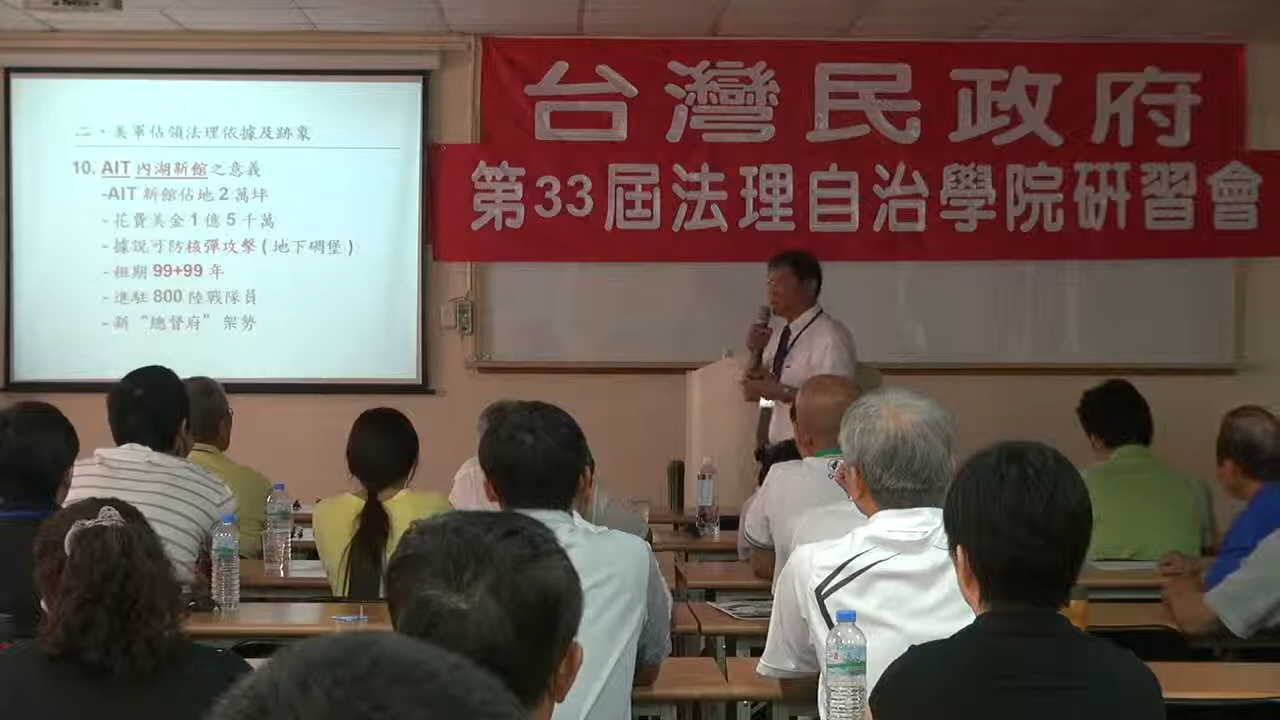 二、美軍佔領法理依據及跡象
10. AIT 內湖新館之意義
-AIT 新館佔地 2 萬坪
- 花費美金 1 億 5 千萬
- 據說可防核彈攻擊 ( 地下碉堡 )
- 租期 99+99 年
- 進駐 800 陸戰隊員
- 新 “總督府” 架勢
台灣民政府
第33屆法理自治學院研習會